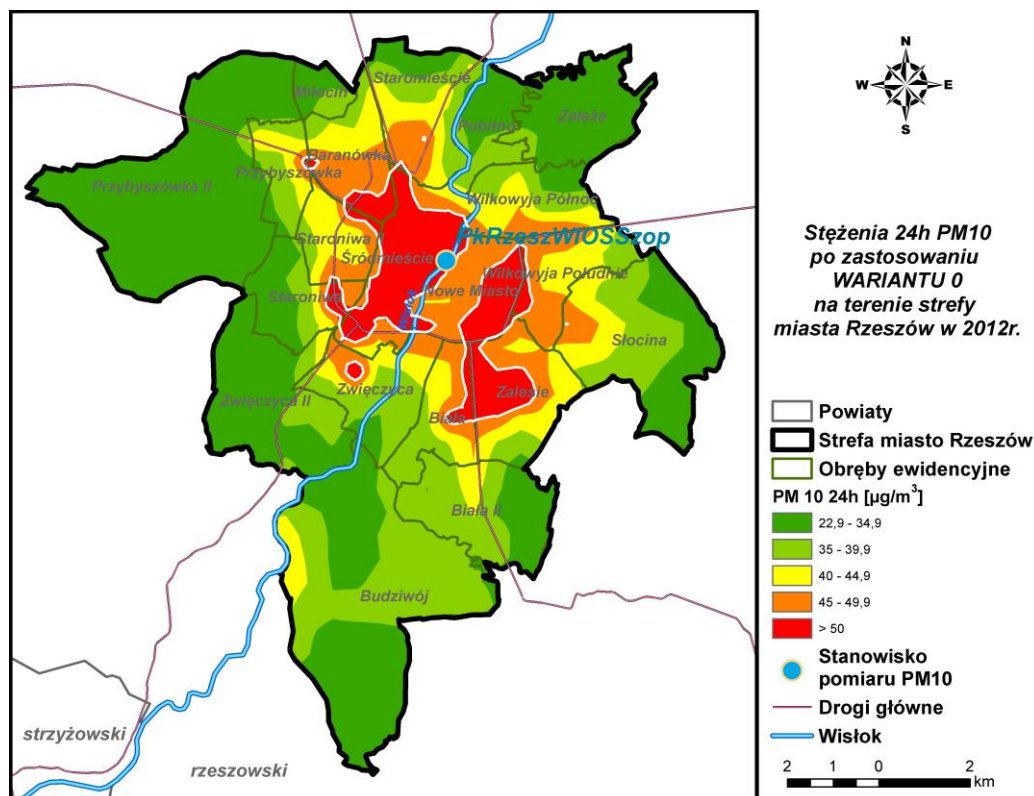 N
W
E
S
Staromieście
Miłocin
Pobitno
Załęże
Baranówka
Przybyszówka
Przybyszówka II
Wilkowyja Północ
PkRzeszWIOSSzop
Staroniwa II
Śródmieście
Wilkowyja Południe
Nowe Miasto
Staroniwa
Wisłok
Słocina
Zwięczyca
Zalesie
Zwięczyca II
Biała
Biała II
Budziwój
strzyżowski
rzeszowski
Stężenia 24h PM10
po zastosowaniu
WARIANTU 0
na terenie strefy
miasta Rzeszów w 2012r.
Powiaty
Strefa miasto Rzeszów
Obręby ewidencyjne
PM 10 24h [µg/m³]
22,9 - 34,9
35 - 39,9
40 - 44,9
45 - 49,9
> 50
Stanowisko
pomiaru PM10
Drogi główne
Wisłok
2 1 0 2
km